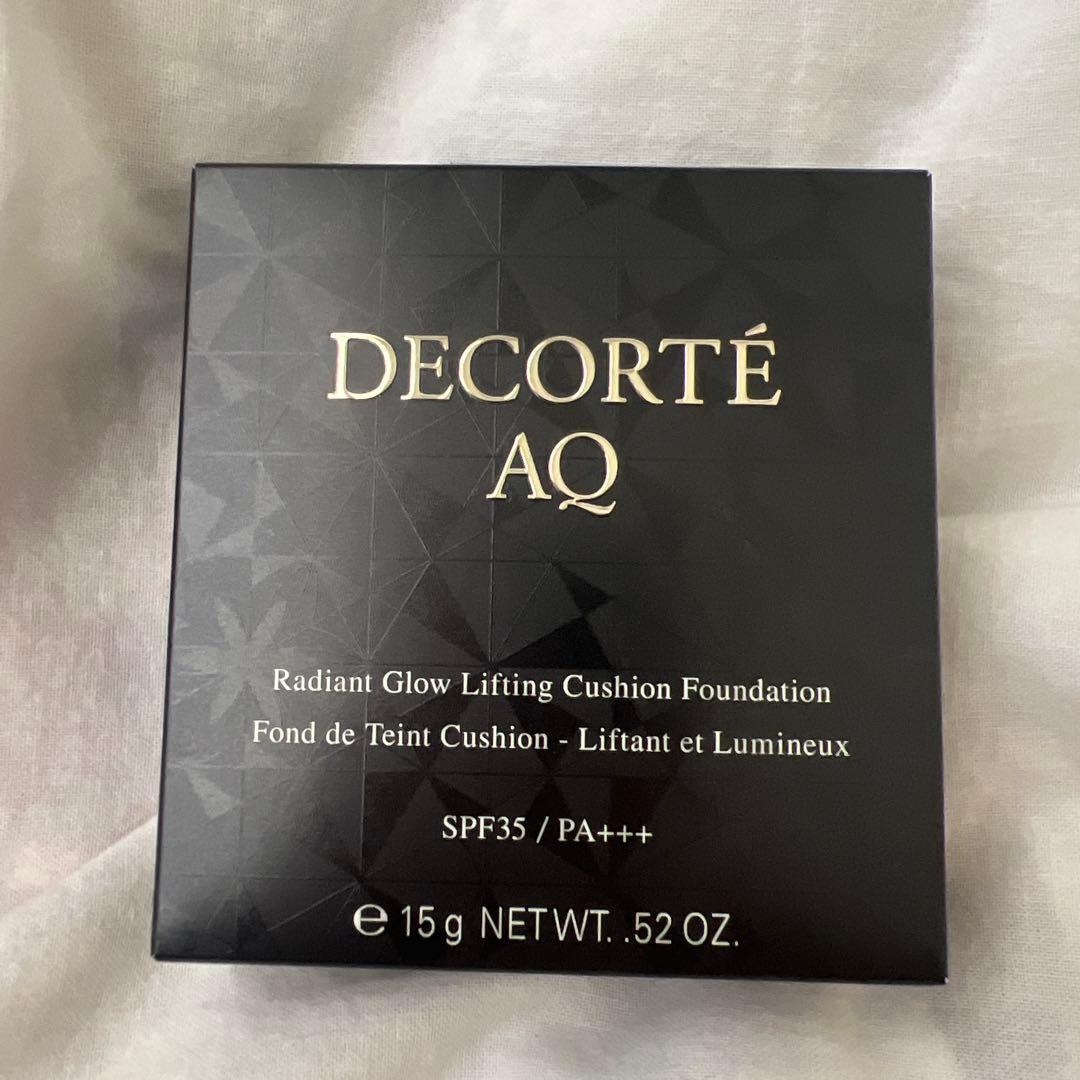 DECORTÉ
AQ
Radiant Glow Lifting Cushion Foundation
Fond de Teint Cushion - Liftant et Lumineux
SPF35 / PA+++
℮ 15g NET WT. .52 OZ.